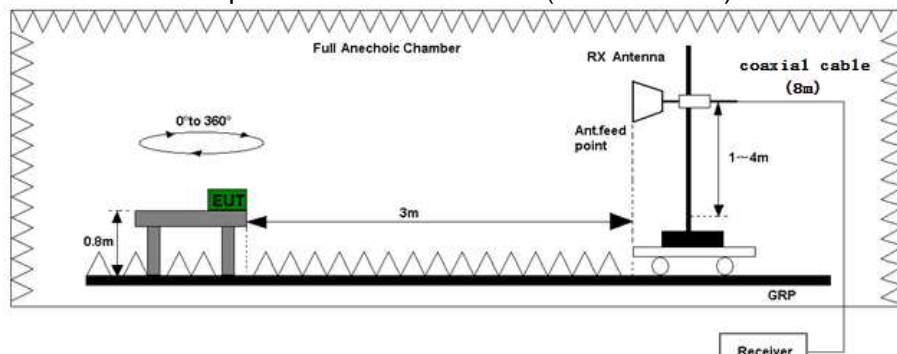 Full Anechoic Chamber
RX Antenna
coaxial cable
(8m)
0°to 360°
Ant.feed
point
1~4m
EUT
3m
0.8m
GRP
Receiver